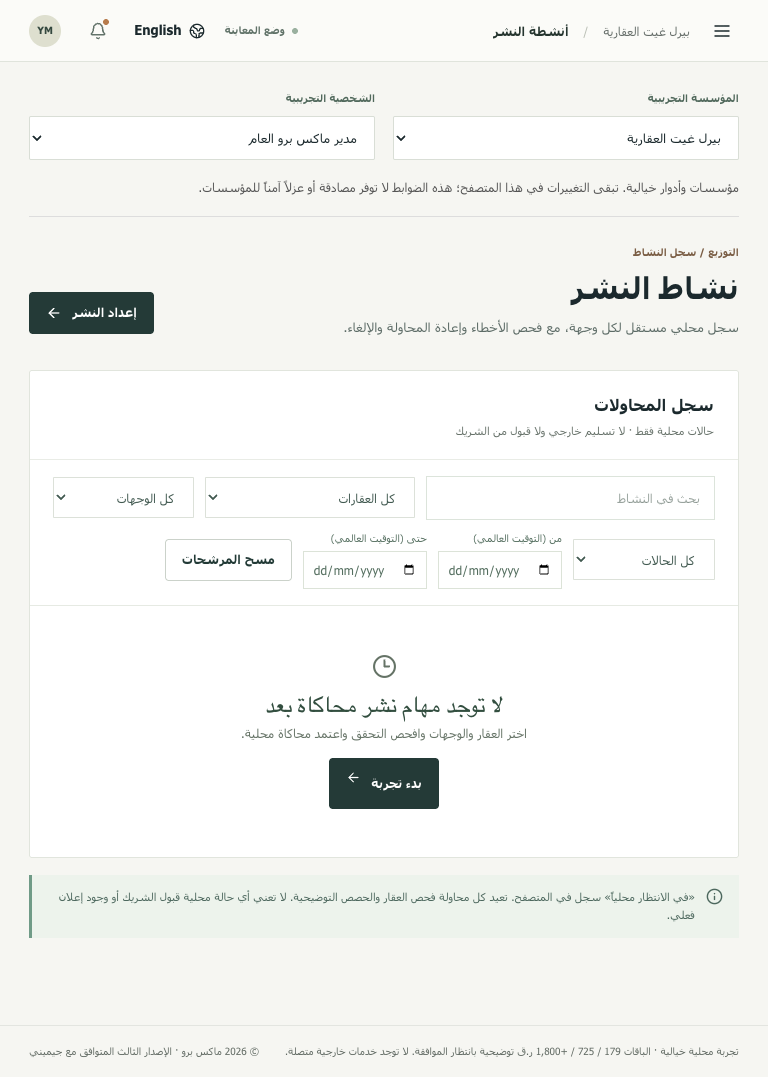 بيرل غيت العقارية / أنشطة النشر
وضع المعاينة
English
YM
المؤسسة التجريبية
بيرل غيت العقارية
الشخصية التجريبية
مدير ماكس برو العام
مؤسسات وأدوار خيالية. تبقى التغييرات في هذا المتصفح؛ هذه الضوابط لا توفر مصادقة أو عزلاً آمناً للمؤسسات.
التوزيع / سجل النشاط
نشاط النشر
سجل محلي مستقل لكل وجهة، مع فحص الأخطاء وإعادة المحاولة والإلغاء.
إعداد النشر
سجل المحاولات
حالات محلية فقط · لا تسليم خارجي ولا قبول من الشريك
بحث في النشاط
كل العقارات
كل الوجهات
كل الحالات
من (التوقيت العالمي)
dd/mm/yyyy
حتى (التوقيت العالمي)
dd/mm/yyyy
مسح المرشحات
لا توجد مهام نشر محاكاة بعد
اختر العقار والوجهات وافحص التحقق واعتمد محاكاة محلية.
بدء تجربة
«في الانتظار محلياً» سجل في المتصفح. تعيد كل محاولة فحص العقار والحصص التوضيحية. لا تعني أي حالة محلية قبول الشريك أو وجود إعلان
فعلي.
تجربة محلية خيالية · الباقات 179 / 725 / +1,800 ر.ق توضيحية بانتظار الموافقة. لا توجد خدمات خارجية متصلة.
© 2026 ماكس برو · الإصدار الثالث المتوافق مع جيميني